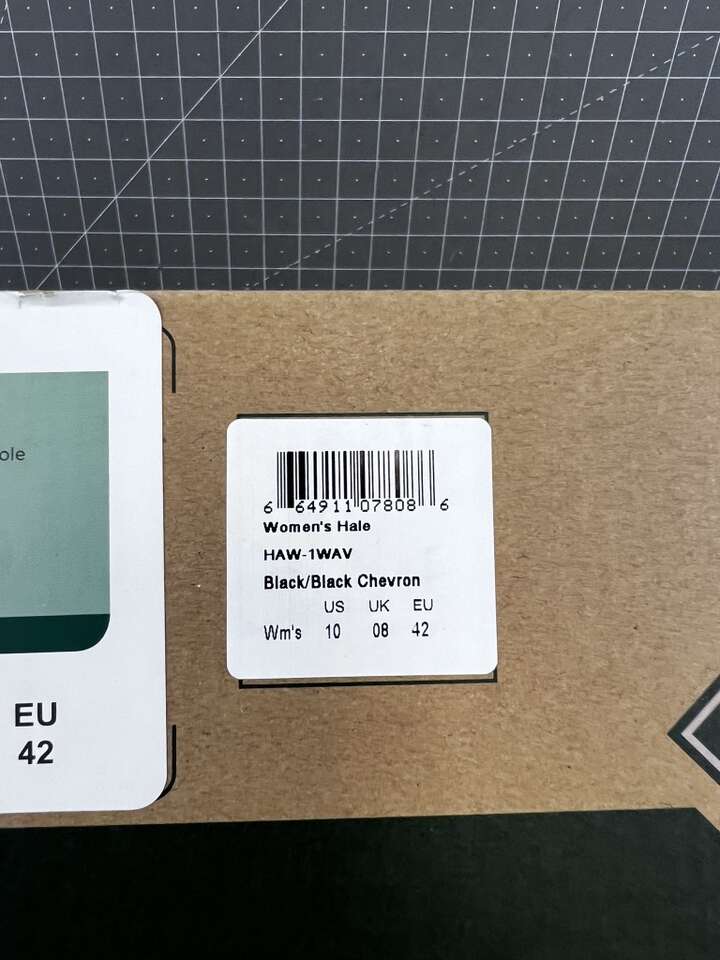 ole
EU
42
6 64911 07808 6
Women's Hale
HAW-1WAV
Black/Black Chevron
US UK EU
Wm's 10 08 42